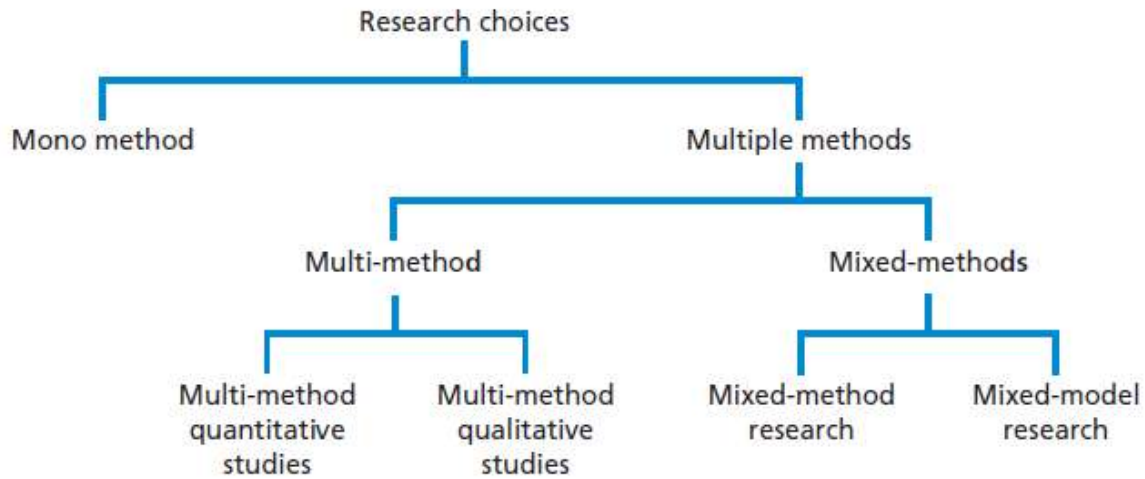 Research choices
Mono method
Multiple methods
Multi-method
Mixed-methods
Multi-method
quantitative
studies
Multi-method
qualitative
studies
Mixed-method
research
Mixed-model
research